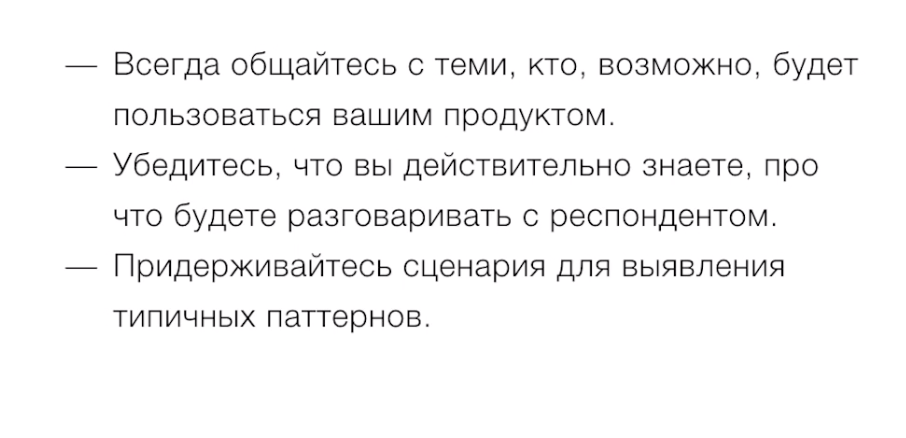 — Всегда общайтесь с теми, кто, возможно, будет
пользоваться вашим продуктом.
— Убедитесь, что вы действительно знаете, про
что будете разговаривать с респондентом.
— Придерживайтесь сценария для выявления
типичных паттернов.